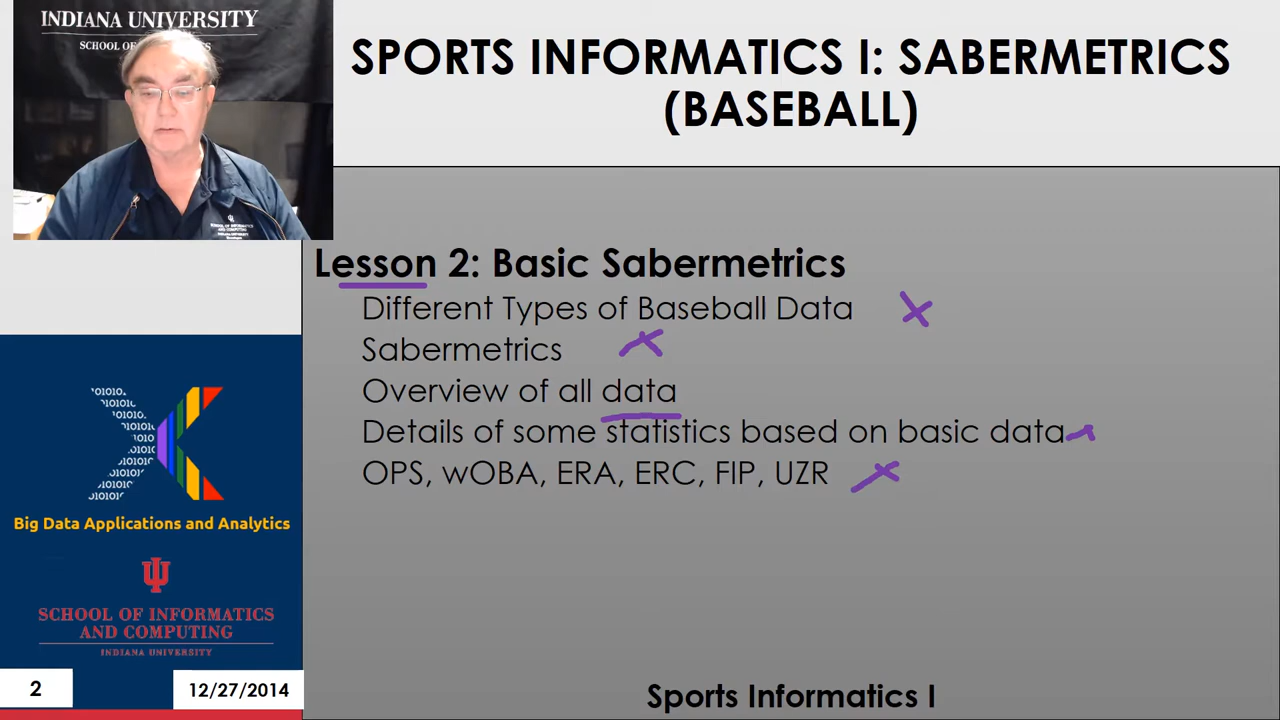 INDIANA UNIVERSITY
SPORTS INFORMATICS I: SABERMETRICS
(BASEBALL)
Lesson 2: Basic Sabermetrics
Different Types of Baseball Data
Sabermetrics
Overview of all data
Details of some statistics based on basic data
OPS, wOBA, ERA, ERC, FIP, UZR
Big Data Applications and Analytics
SCHOOL OF INFORMATICS
AND COMPUTING
INDIANA UNIVERSITY
2
12/27/2014
Sports Informatics I